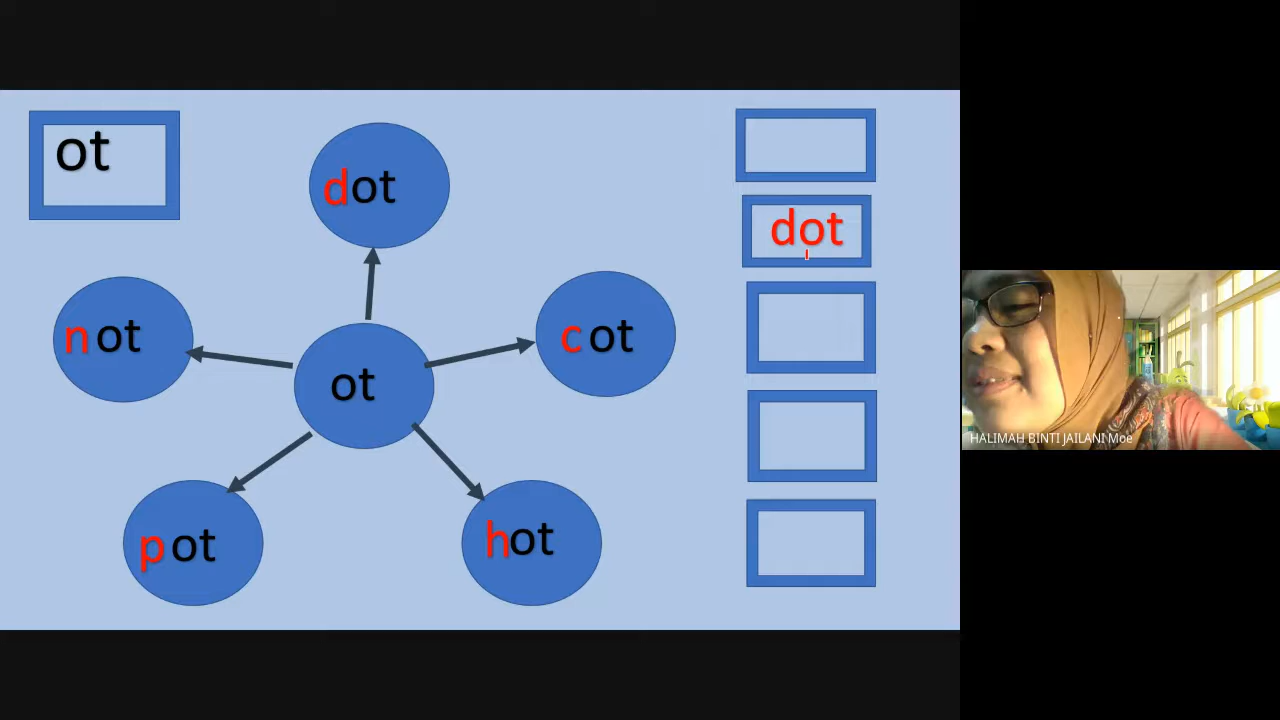 ot
dot
dot
not
cot
ot
pot
hot
HALIMAH BINTI JAILANI Moe